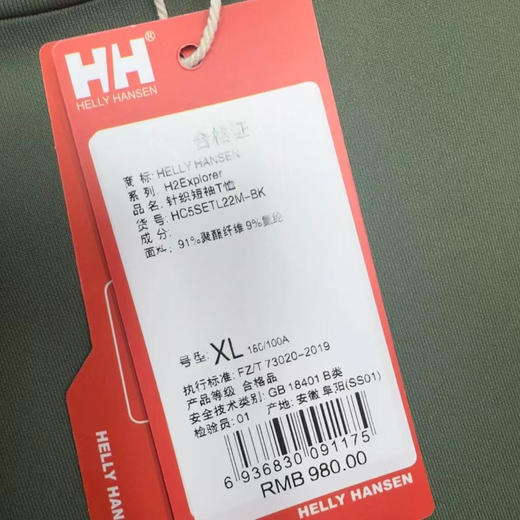 HH®
HELLY HANSEN
合格证
商 标: HELLY HANSEN
系列: H2Explorer
品名: 针织短袖T恤
货号: HC5SETL22M-BK
成分:
面料: 91%聚酯纤维 9%氨纶
号型: XL 180/100A
执行标准: FZ/T 73020-2019
产品等级 合格品
安全技术类别: GB 18401 B类
检验员: 01 产地: 安徽 阜阳(SS01)
6 936830 091175
RMB 980.00
HELLY HANSEN
HELLY HANSEN